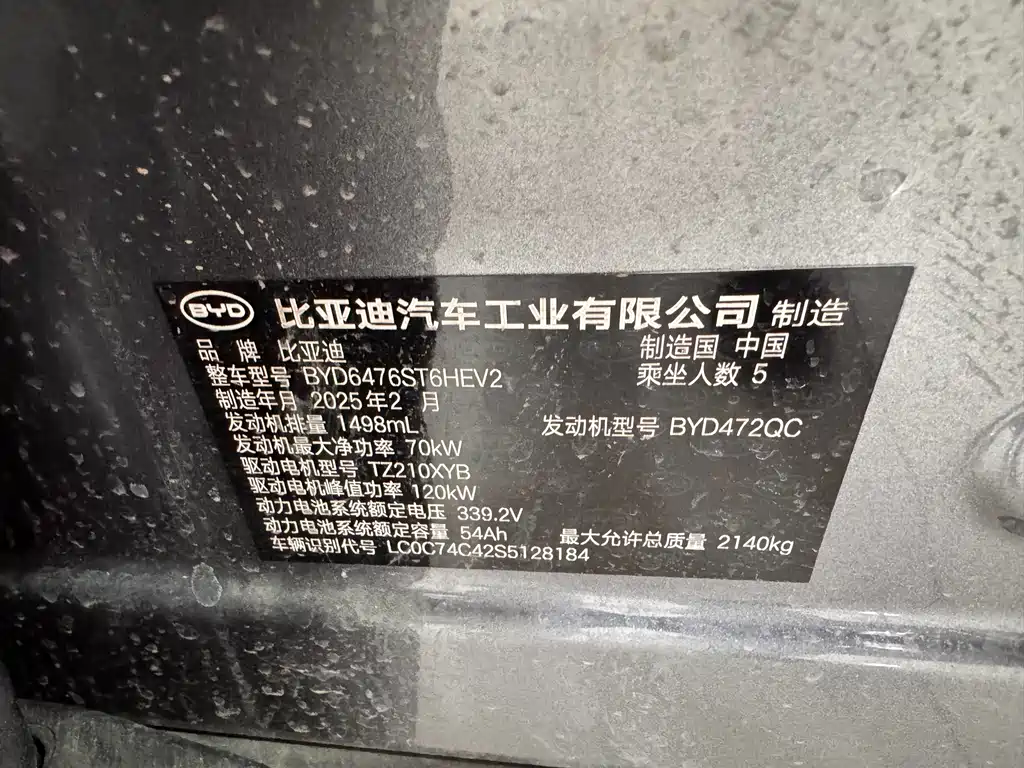 BYD 比亚迪汽车工业有限公司 制造
品 牌 比亚迪 制造国 中国
整车型号 BYD6476ST6HEV2 乘坐人数 5
制造年月 2025年2 月
发动机排量 1498mL 发动机型号 BYD472QC
发动机最大净功率 70kW
驱动电机型号 TZ210XYB
驱动电机峰值功率 120kW
动力电池系统额定电压 339.2V
动力电池系统额定容量 54Ah 最大允许总质量 2140kg
车辆识别代号 LC0C74C42S5128184